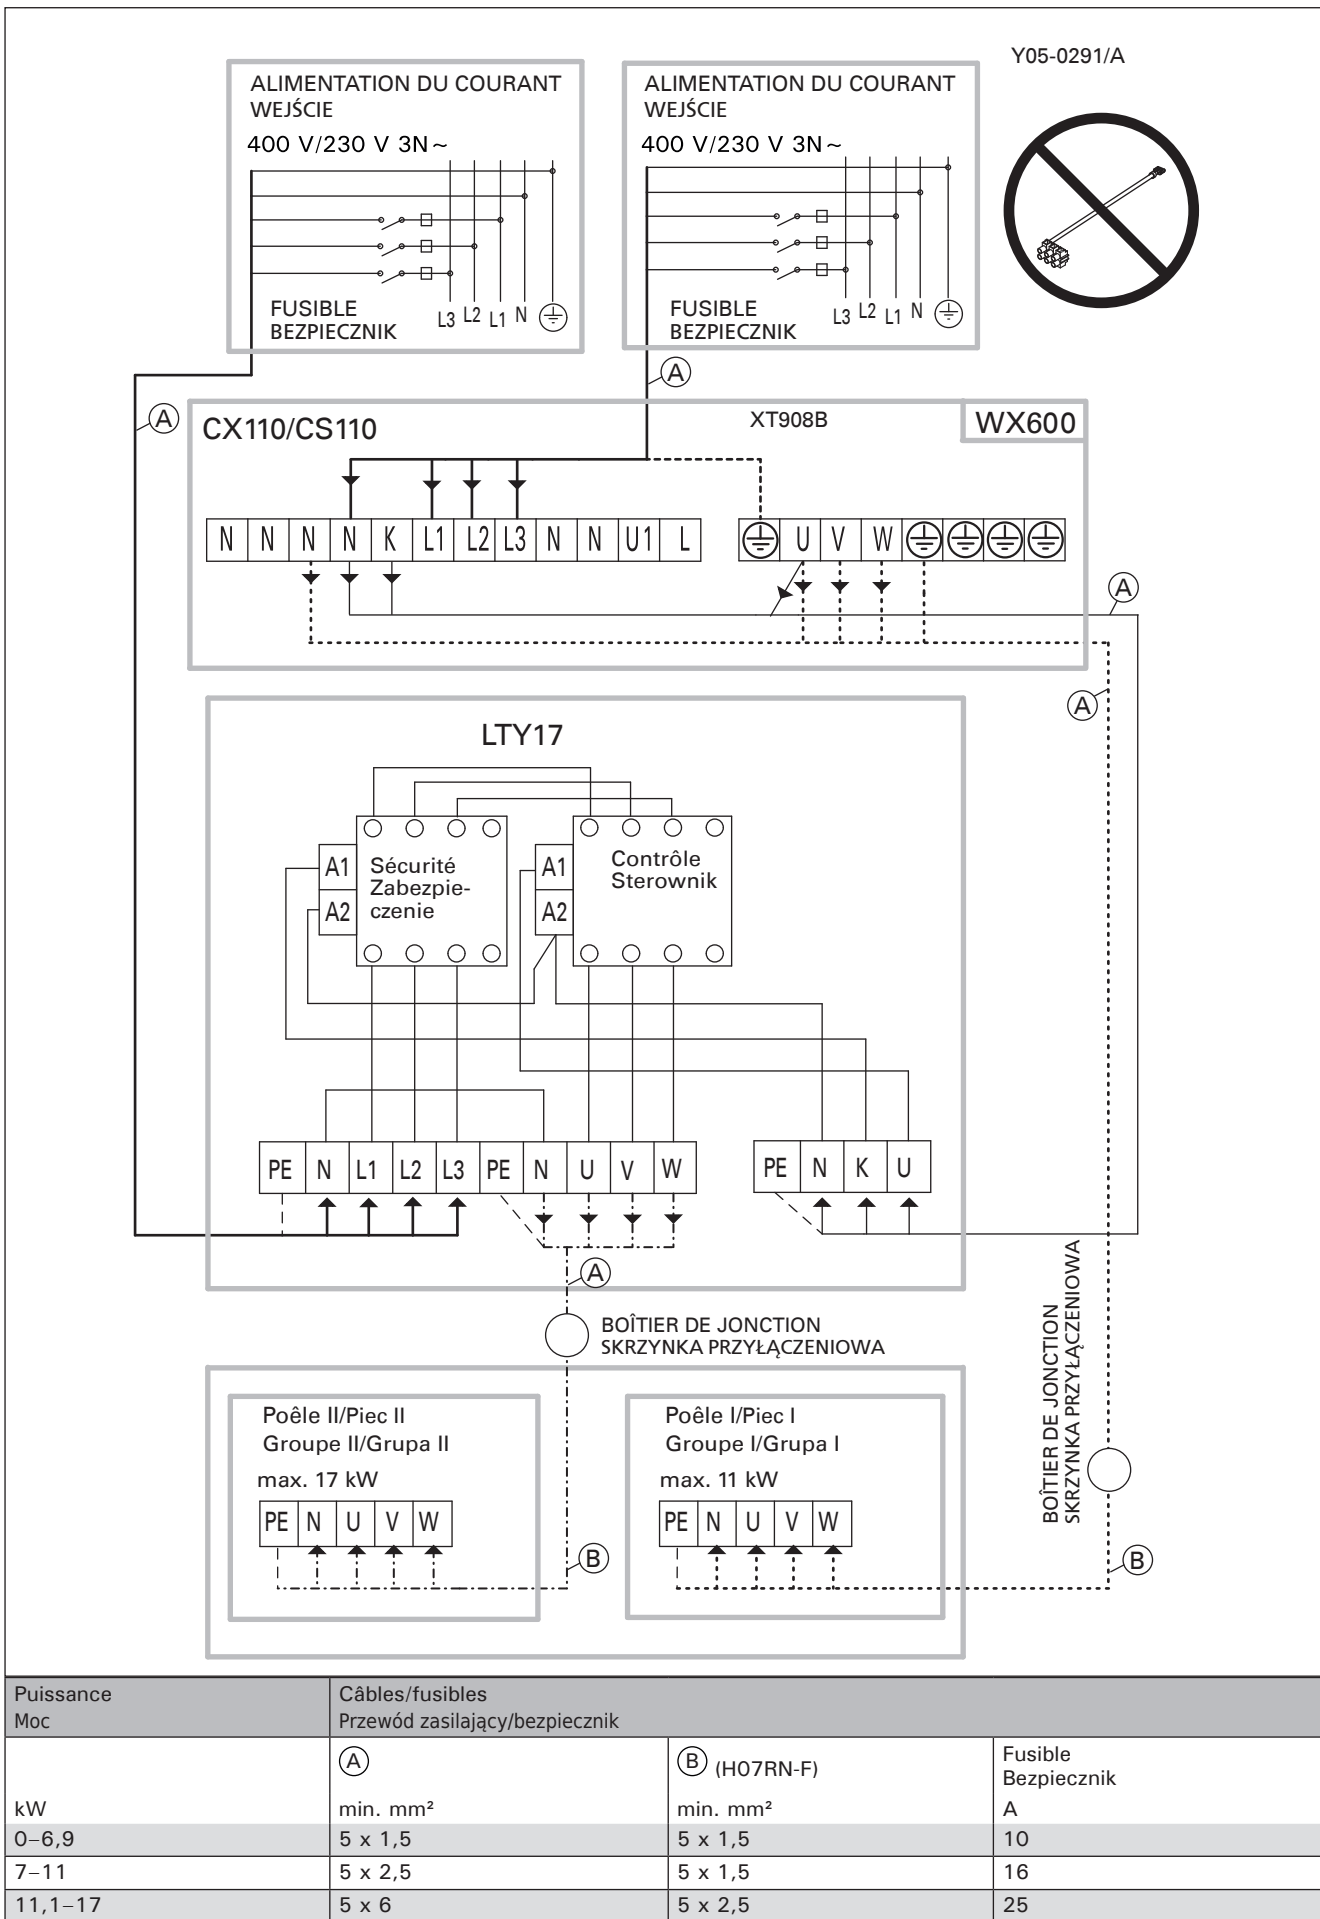 Y05-0291/A
ALIMENTATION DU COURANT
WEJŚCIE
400 V/230 V 3N~
FUSIBLE
BEZPIECZNIK
L3 L2 L1 N
ALIMENTATION DU COURANT
WEJŚCIE
400 V/230 V 3N~
FUSIBLE
BEZPIECZNIK
L3 L2 L1 N
A
A
CX110/CS110
XT908B
WX600
N N N N K L1 L2 L3 N N U1 L
U V W
A
A
LTY17
A1
A2
Sécurité
Zabezpie-
czenie
A1
A2
Contrôle
Sterownik
PE N L1 L2 L3 PE N U V W
PE N K U
A
BOÎTIER DE JONCTION
SKRZYNKA PRZYŁĄCZENIOWA
BOÎTIER DE JONCTION
SKRZYNKA PRZYŁĄCZENIOWA
Poêle II/Piec II
Groupe II/Grupa II
max. 17 kW
PE N U V W
B
Poêle I/Piec I
Groupe I/Grupa I
max. 11 kW
PE N U V W
B
Puissance
Moc
Câbles/fusibles
Przewód zasilający/bezpiecznik
A
B (H07RN-F)
Fusible
Bezpiecznik
kW min. mm² min. mm² A
0–6,9 5 x 1,5 5 x 1,5 10
7–11 5 x 2,5 5 x 1,5 16
11,1–17 5 x 6 5 x 2,5 25